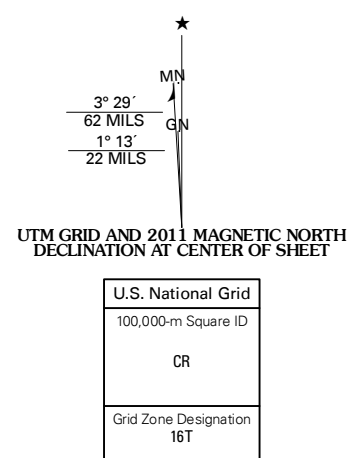 ★
MN
3° 29´
62 MILS
GN
1° 13´
22 MILS
UTM GRID AND 2011 MAGNETIC NORTH
DECLINATION AT CENTER OF SHEET
U.S. National Grid
100,000-m Square ID
CR
Grid Zone Designation
16T